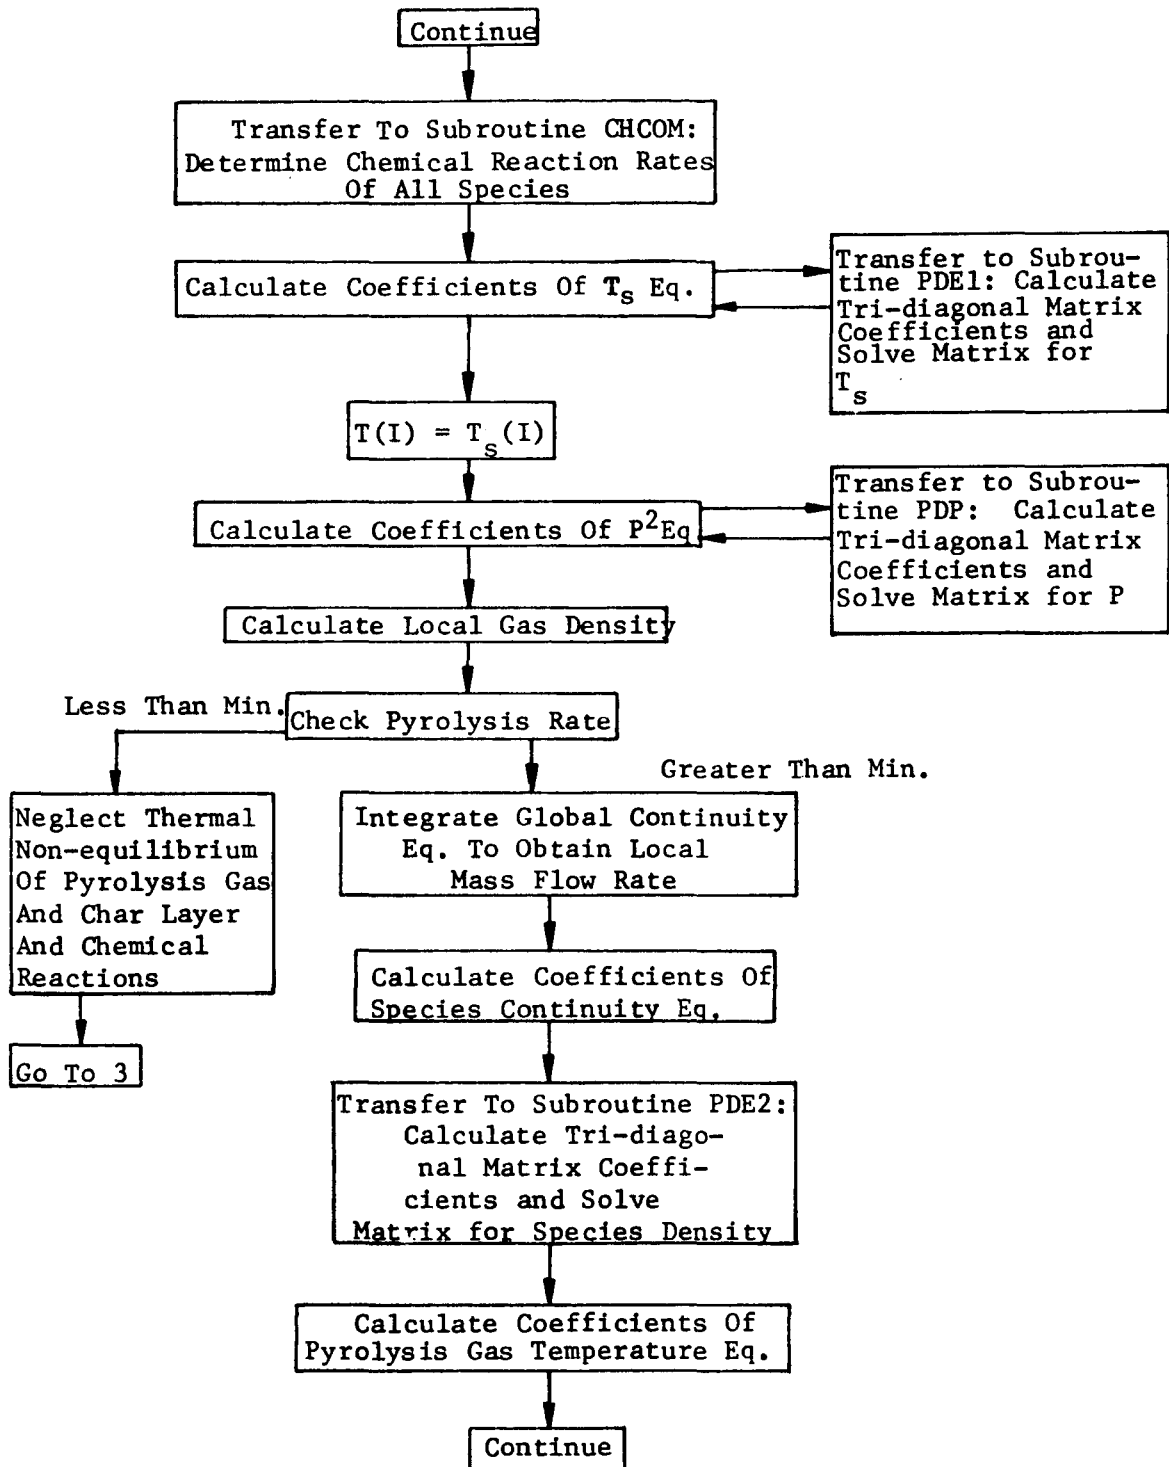 Continue
Transfer To Subroutine CHCOM:
Determine Chemical Reaction Rates
Of All Species
Calculate Coefficients Of Ts Eq.
Transfer to Subrou-
tine PDE1: Calculate
Tri-diagonal Matrix
Coefficients and
Solve Matrix for
Ts
T(I) = Ts(I)
Calculate Coefficients Of P²Eq
Transfer to Subrou-
tine PDP: Calculate
Tri-diagonal Matrix
Coefficients and
Solve Matrix for P
Calculate Local Gas Density
Check Pyrolysis Rate
Less Than Min.
Neglect Thermal
Non-equilibrium
Of Pyrolysis Gas
And Char Layer
And Chemical
Reactions
Go To 3
Greater Than Min.
Integrate Global Continuity
Eq. To Obtain Local
Mass Flow Rate
Calculate Coefficients Of
Species Continuity Eq.
Transfer To Subroutine PDE2:
Calculate Tri-diago-
nal Matrix Coeffi-
cients and Solve
Matrix for Species Density
Calculate Coefficients Of
Pyrolysis Gas Temperature Eq.
Continue